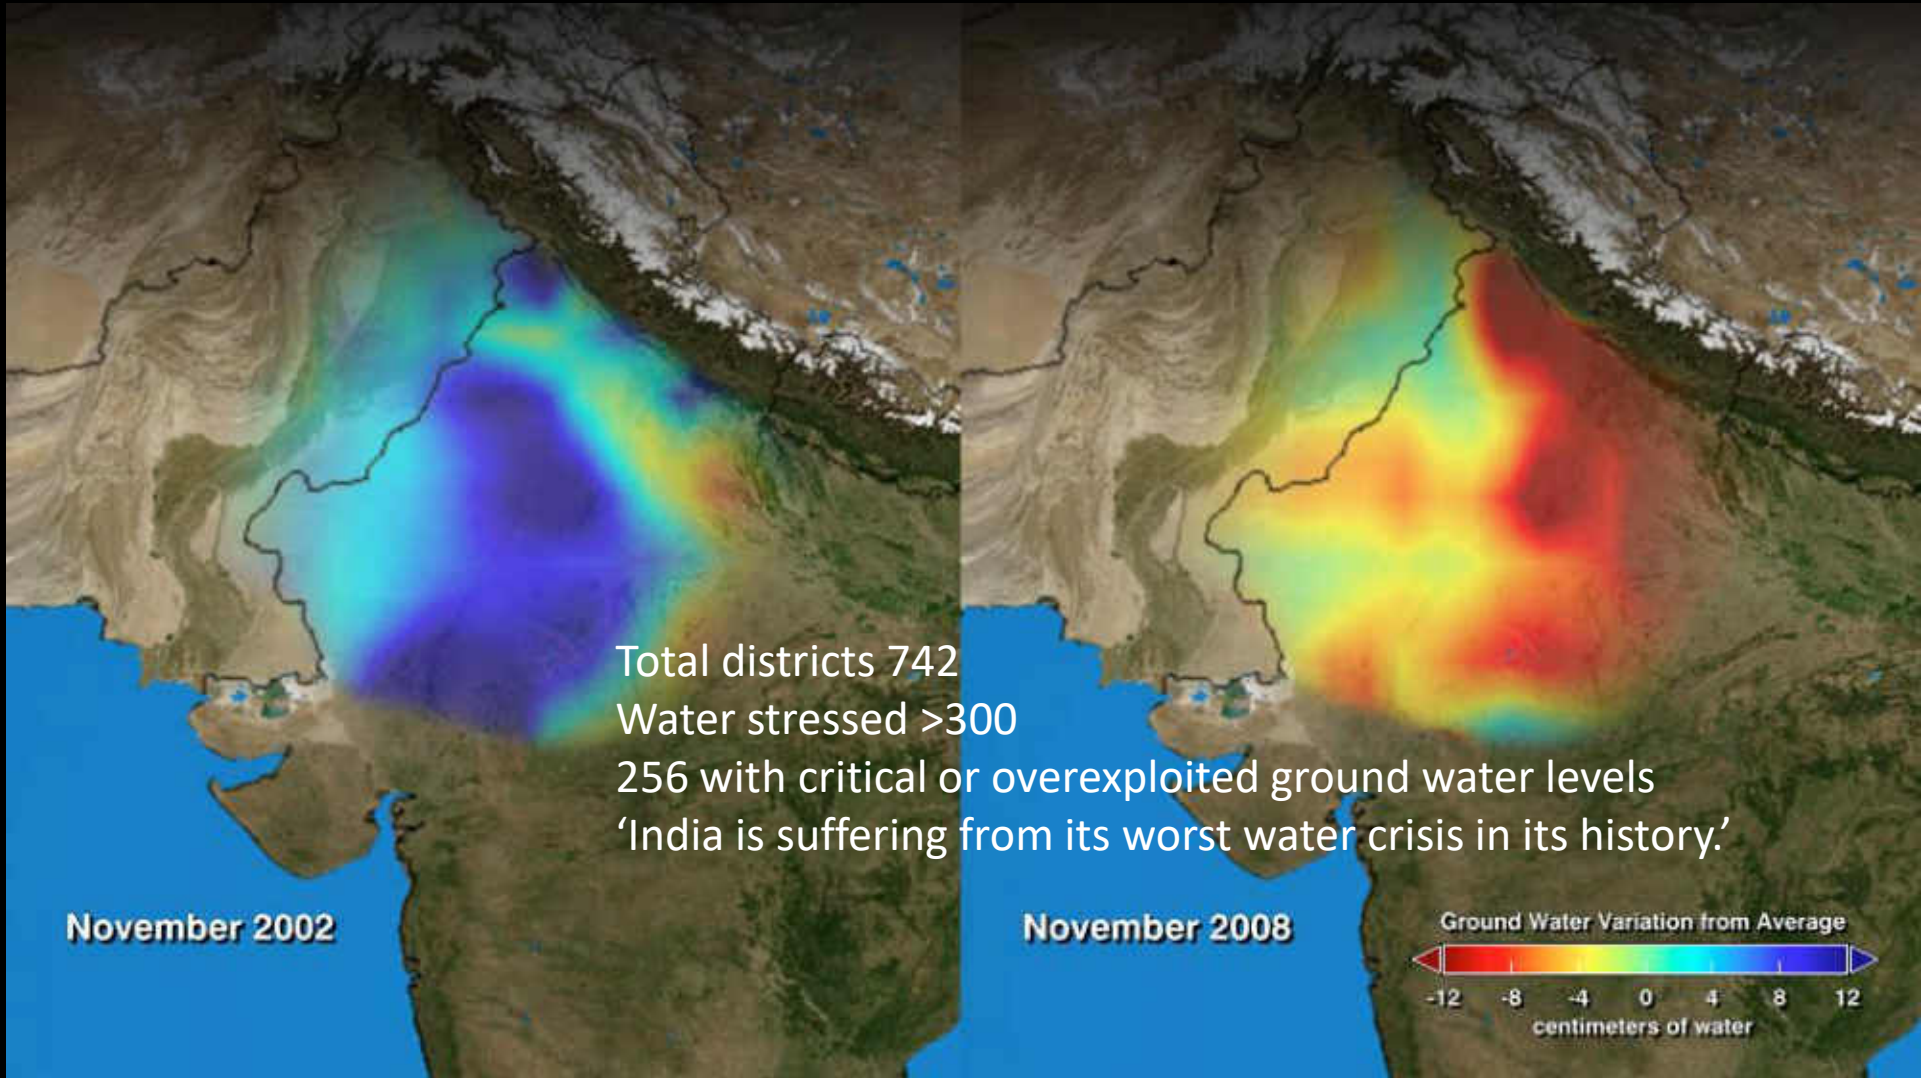 Total districts 742
Water stressed >300
256 with critical or overexploited ground water levels
‘India is suffering from its worst water crisis in its history.’
November 2002
November 2008
Ground Water Variation from Average
-12 -8 -4 0 4 8 12
centimeters of water